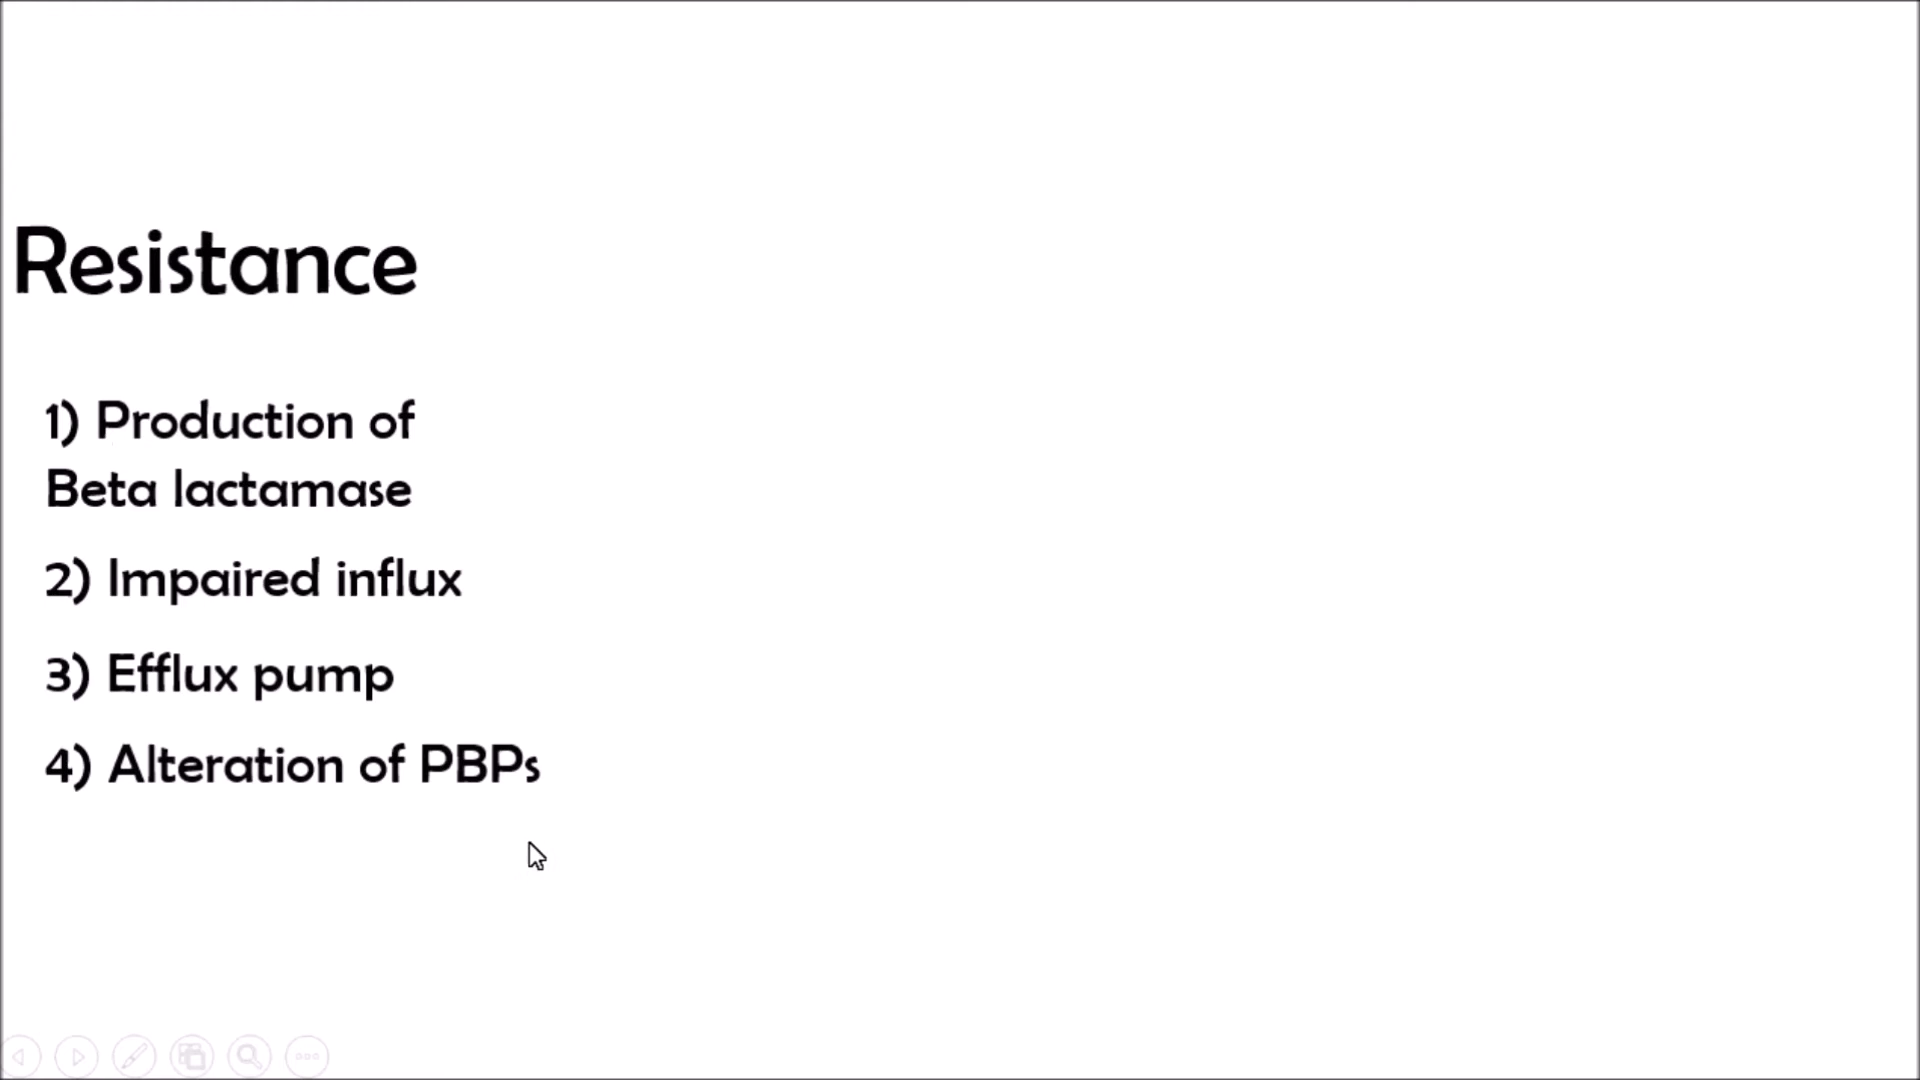 Resistance
1) Production of
Beta lactamase
2) Impaired influx
3) Efflux pump
4) Alteration of PBPs